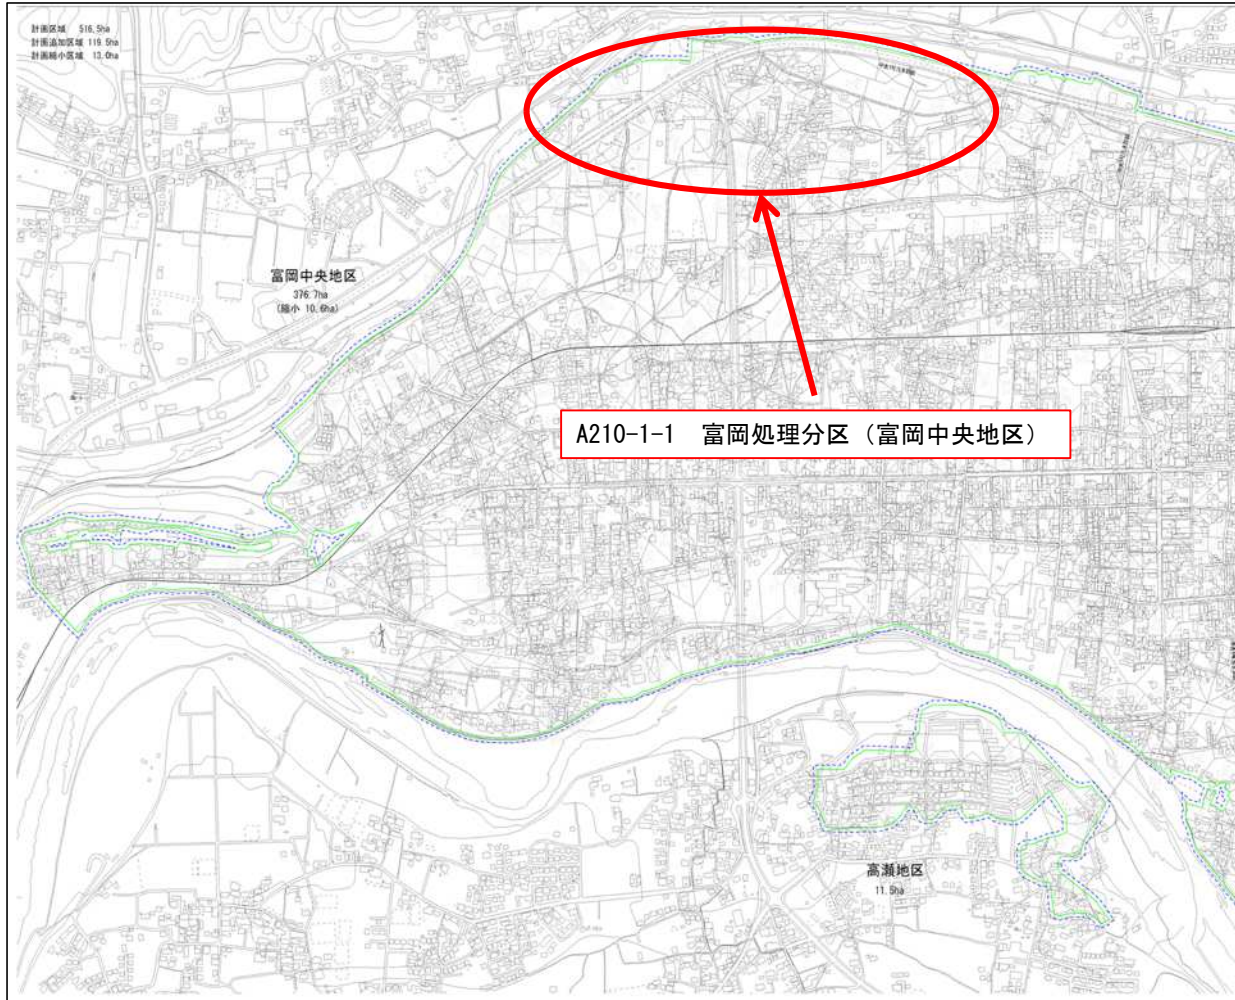 計画区域 516.5ha
計画追加区域 119.5ha
計画縮小区域 13.0ha
富岡中央地区
376.7ha
(縮小 10.6ha)
A210-1-1 富岡処理分区（富岡中央地区）
高瀬地区
11.5ha